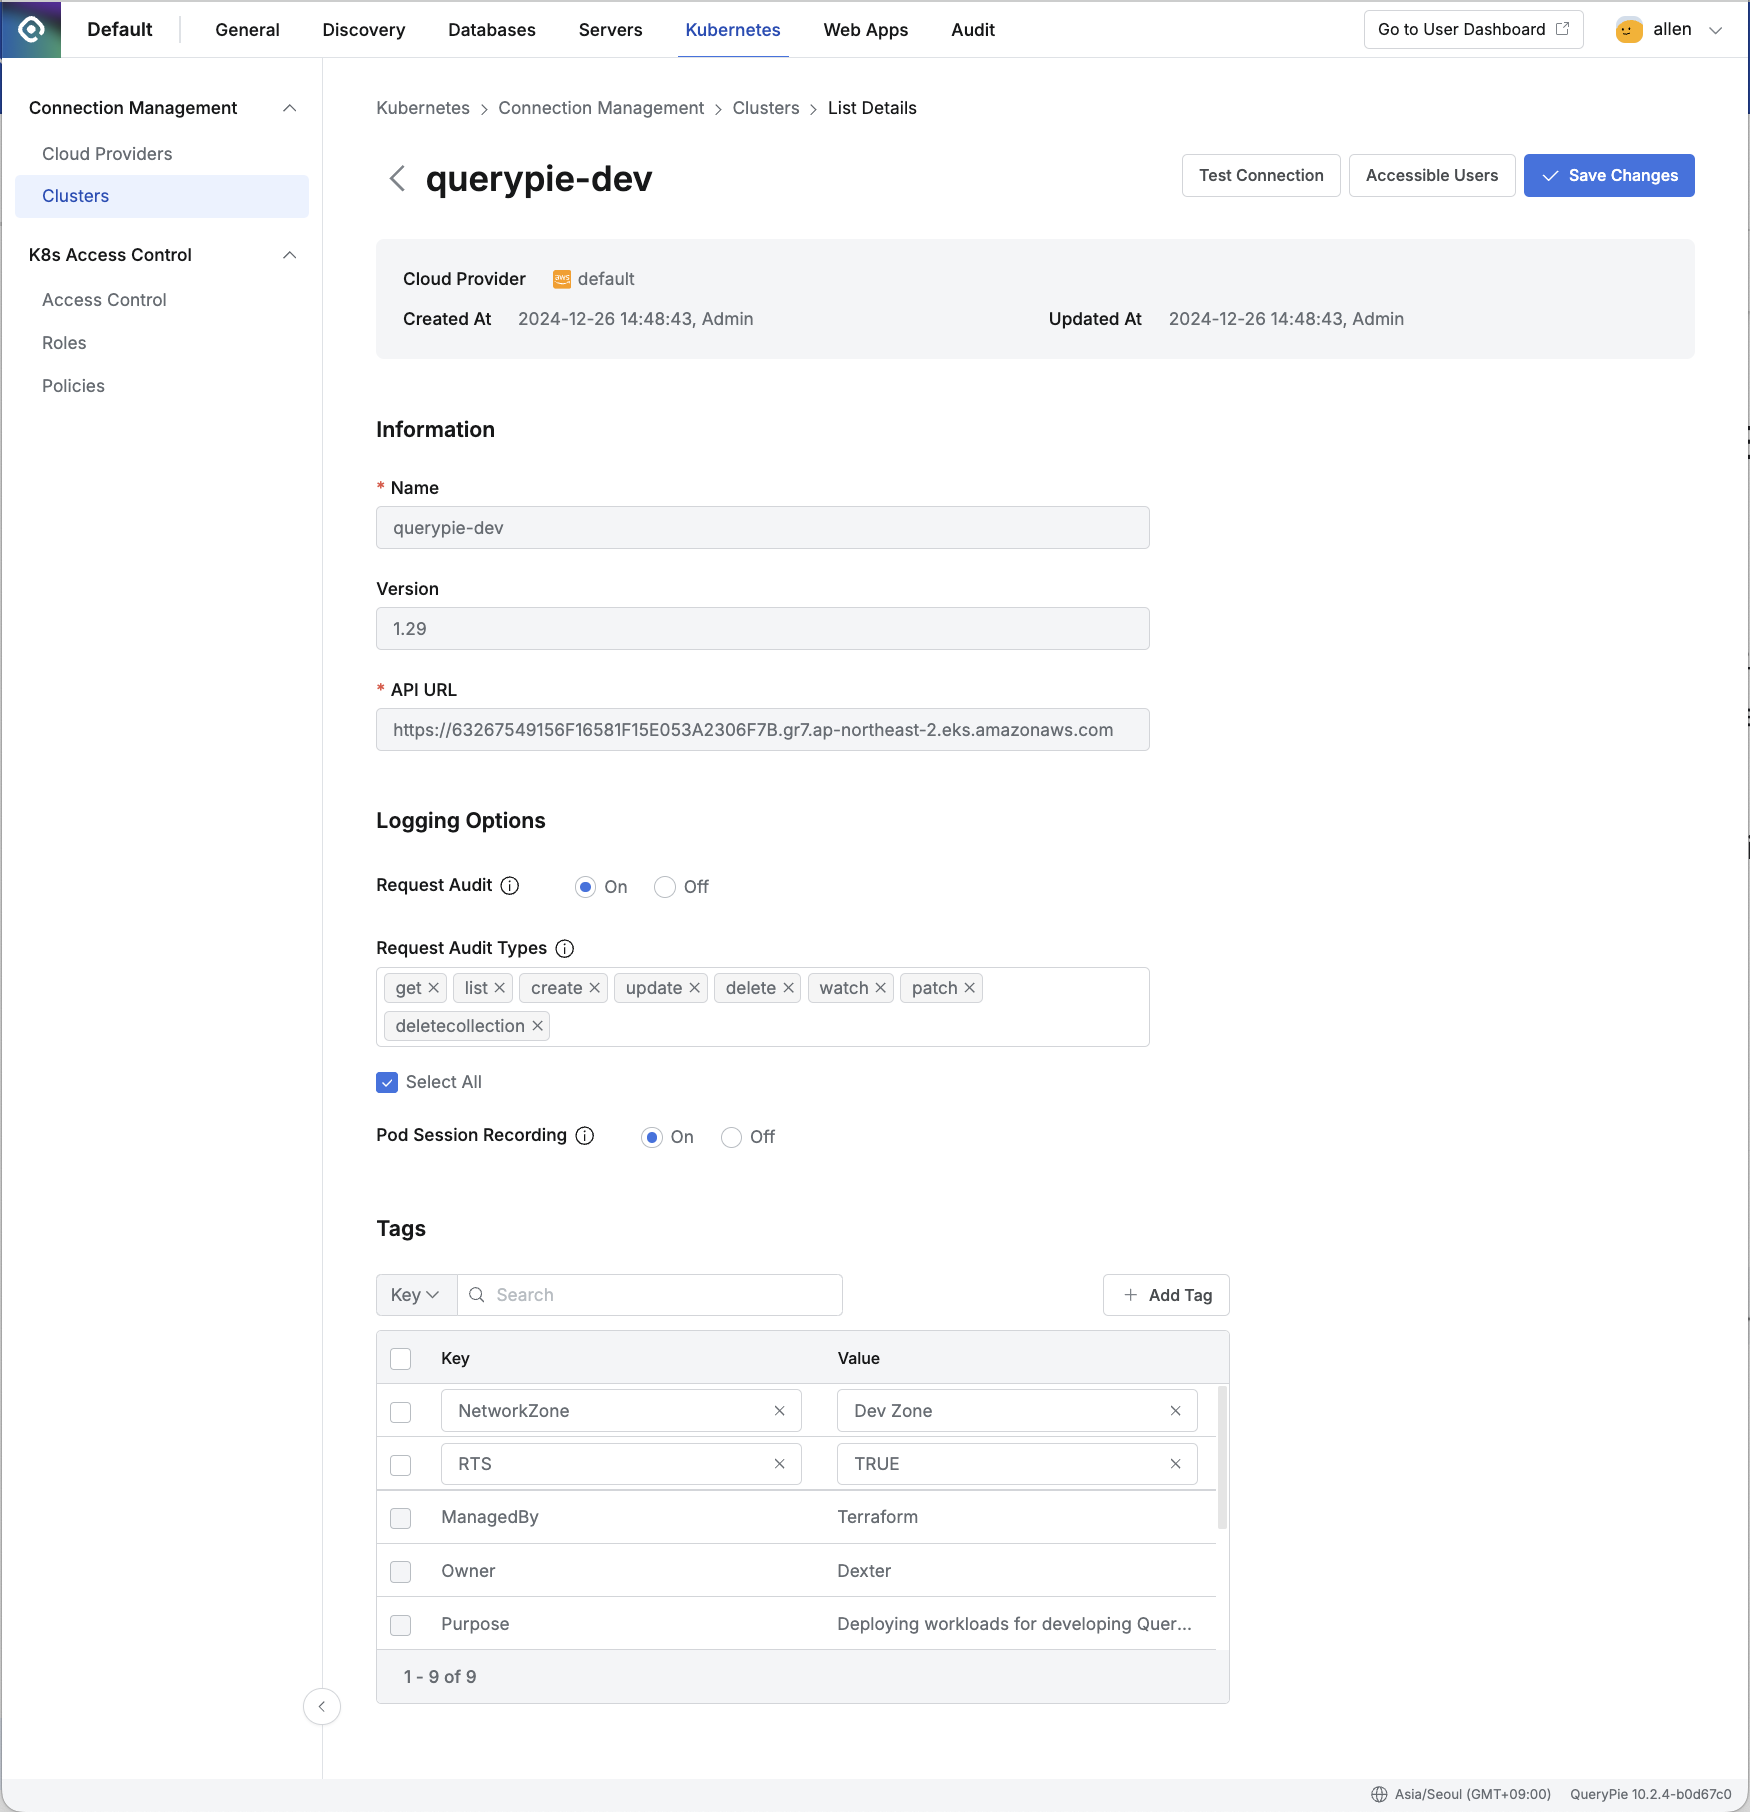 Default General Discovery Databases Servers Kubernetes Web Apps Audit Go to User Dashboard allen
Connection Management
Cloud Providers
Clusters
K8s Access Control
Access Control
Roles
Policies
Kubernetes > Connection Management > Clusters > List Details
querypie-dev
Test Connection Accessible Users Save Changes
Cloud Provider aws default
Created At 2024-12-26 14:48:43, Admin Updated At 2024-12-26 14:48:43, Admin
Information
* Name
querypie-dev
Version
1.29
* API URL
https://63267549156F16581F15E053A2306F7B.gr7.ap-northeast-2.eks.amazonaws.com
Logging Options
Request Audit On Off
Request Audit Types
get list create update delete watch patch
deletecollection
Select All
Pod Session Recording On Off
Tags
Key Search + Add Tag
Key Value
NetworkZone Dev Zone
RTS TRUE
ManagedBy Terraform
Owner Dexter
Purpose Deploying workloads for developing Quer...
1 - 9 of 9
Asia/Seoul (GMT+09:00) QueryPie 10.2.4-b0d67c0